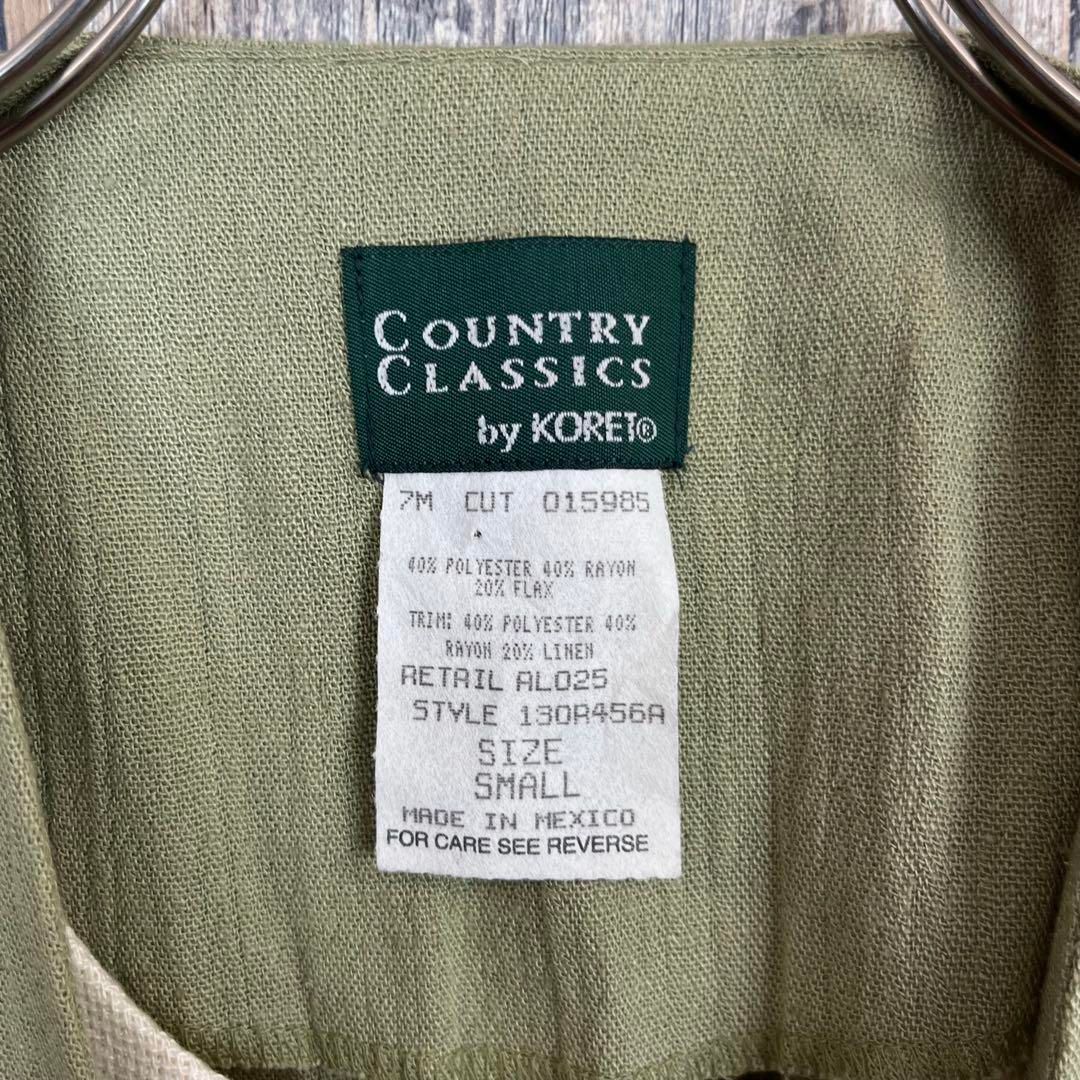 COUNTRY
CLASSICS
by KORET©
7M CUT 015985
40% POLYESTER 40% RAYON
20% FLAX
TRIM: 40% POLYESTER 40%
RAYON 20% LINEN
RETAIL AL025
STYLE 130R456A
SIZE
SMALL
MADE IN MEXICO
FOR CARE SEE REVERSE